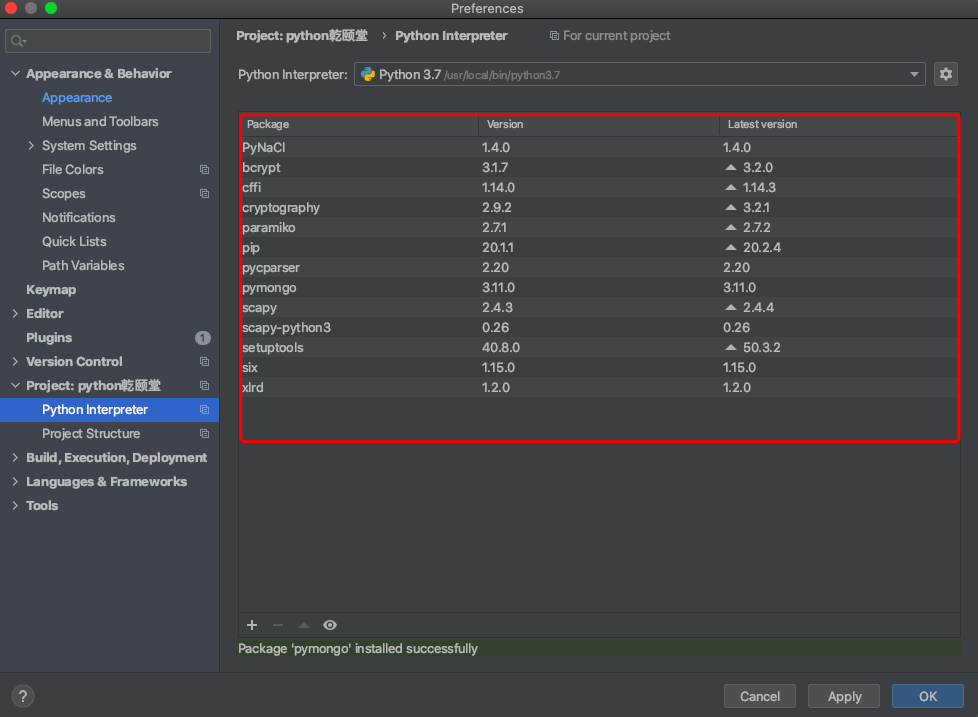 Preferences
Appearance & Behavior
Appearance
Menus and Toolbars
System Settings
File Colors
Scopes
Notifications
Quick Lists
Path Variables
Keymap
Editor
Plugins 1
Version Control
Project: python乾颐堂
Python Interpreter
Project Structure
Build, Execution, Deployment
Languages & Frameworks
Tools
Project: python乾颐堂 › Python Interpreter For current project
Python Interpreter: Python 3.7 /usr/local/bin/python3.7
Package Version Latest version
PyNaCl 1.4.0 1.4.0
bcrypt 3.1.7 3.2.0
cffi 1.14.0 1.14.3
cryptography 2.9.2 3.2.1
paramiko 2.7.1 2.7.2
pip 20.1.1 20.2.4
pycparser 2.20 2.20
pymongo 3.11.0 3.11.0
scapy 2.4.3 2.4.4
scapy-python3 0.26 0.26
setuptools 40.8.0 50.3.2
six 1.15.0 1.15.0
xlrd 1.2.0 1.2.0
Package 'pymongo' installed successfully
? Cancel Apply OK